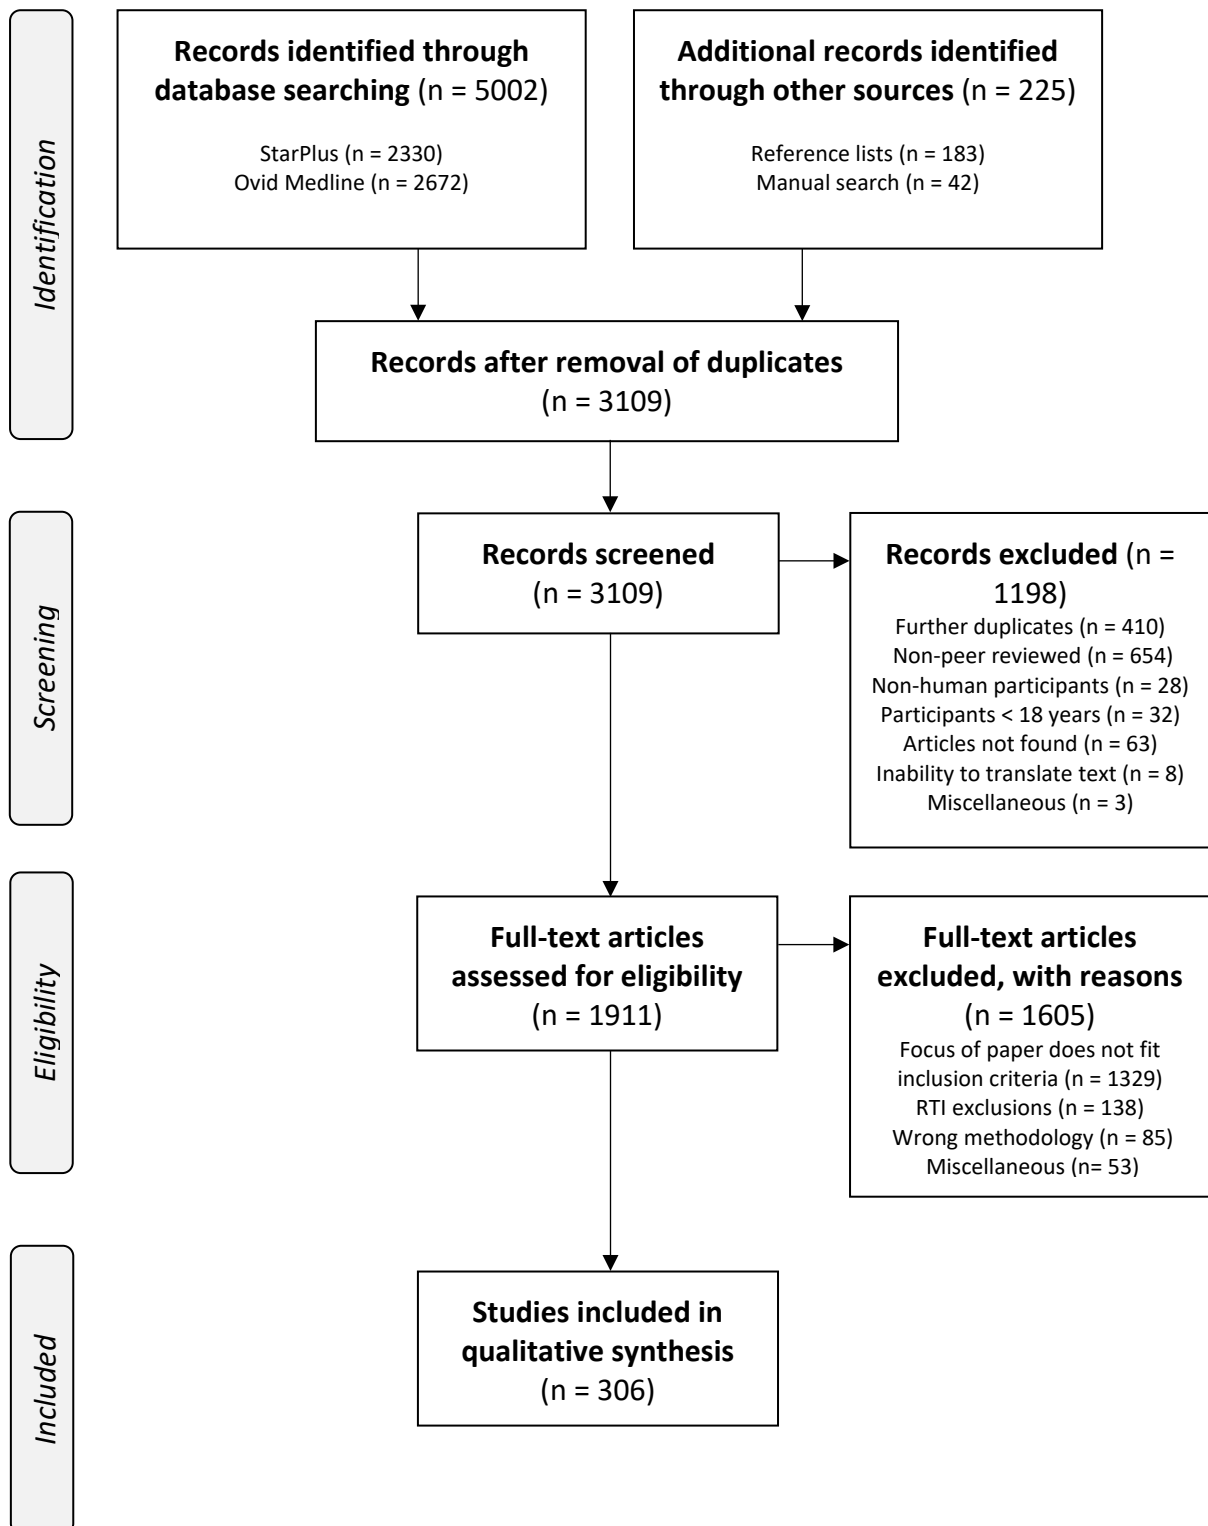 Identification
Records identified through
database searching (n = 5002)
StarPlus (n = 2330)
Ovid Medline (n = 2672)
Additional records identified
through other sources (n = 225)
Reference lists (n = 183)
Manual search (n = 42)
Records after removal of duplicates
(n = 3109)
Screening
Records screened
(n = 3109)
Records excluded (n =
1198)
Further duplicates (n = 410)
Non-peer reviewed (n = 654)
Non-human participants (n = 28)
Participants < 18 years (n = 32)
Articles not found (n = 63)
Inability to translate text (n = 8)
Miscellaneous (n = 3)
Eligibility
Full-text articles
assessed for eligibility
(n = 1911)
Full-text articles
excluded, with reasons
(n = 1605)
Focus of paper does not fit
inclusion criteria (n = 1329)
RTI exclusions (n = 138)
Wrong methodology (n = 85)
Miscellaneous (n= 53)
Included
Studies included in
qualitative synthesis
(n = 306)